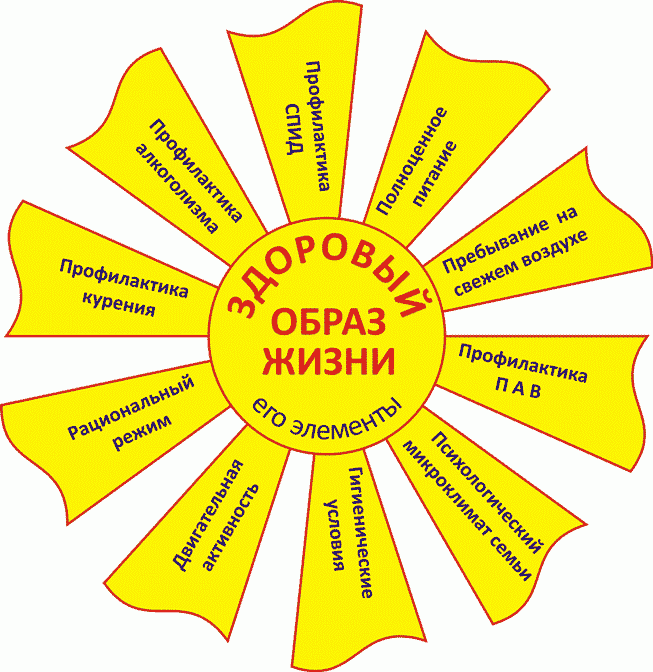 ЗДОРОВЫЙ
ОБРАЗ
ЖИЗНИ
его элементы
Профилактика
СПИД
Полноценное
питание
Пребывание на
свежем воздухе
Профилактика
П А В
Психологический
микроклимат семьи
Гигиенические
условия
Двигательная
активность
Рациональный
режим
Профилактика
курения
Профилактика
алкоголизма